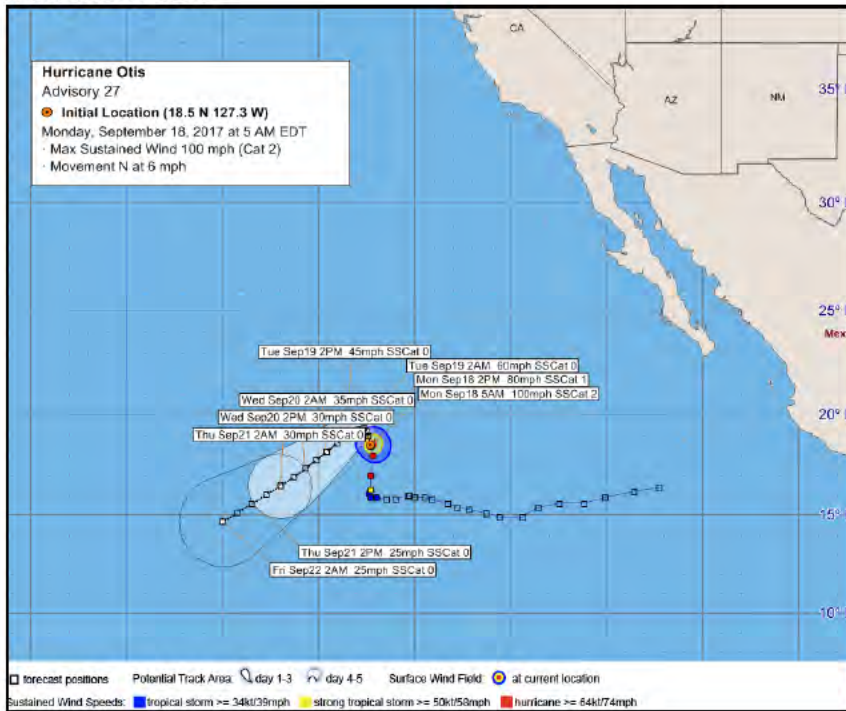 Hurricane Otis
Advisory 27
Initial Location (18.5 N 127.3 W)
Monday, September 18, 2017 at 5 AM EDT
· Max Sustained Wind 100 mph (Cat 2)
· Movement N at 6 mph
CA
AZ
NM
35°
30°
25°
Mex
20°
15°
10°
Tue Sep19 2PM 45mph SSCat 0
Tue Sep19 2AM 60mph SSCat 0
Mon Sep18 2PM 80mph SSCat 1
Wed Sep20 2AM 35mph SSCat 0
Mon Sep18 5AM 100mph SSCat 2
Wed Sep20 2PM 30mph SSCat 0
Thu Sep21 2AM 30mph SSCat 0
Thu Sep21 2PM 25mph SSCat 0
Fri Sep22 2AM 25mph SSCat 0
forecast positions Potential Track Area: day 1-3 day 4-5 Surface Wind Field: at current location
Sustained Wind Speeds: tropical storm >= 34kt/39mph strong tropical storm >= 50kt/58mph hurricane >= 64kt/74mph